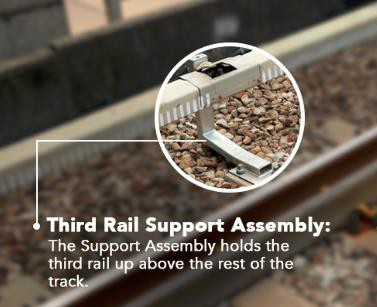 Third Rail Support Assembly:
The Support Assembly holds the
third rail up above the rest of the
track.